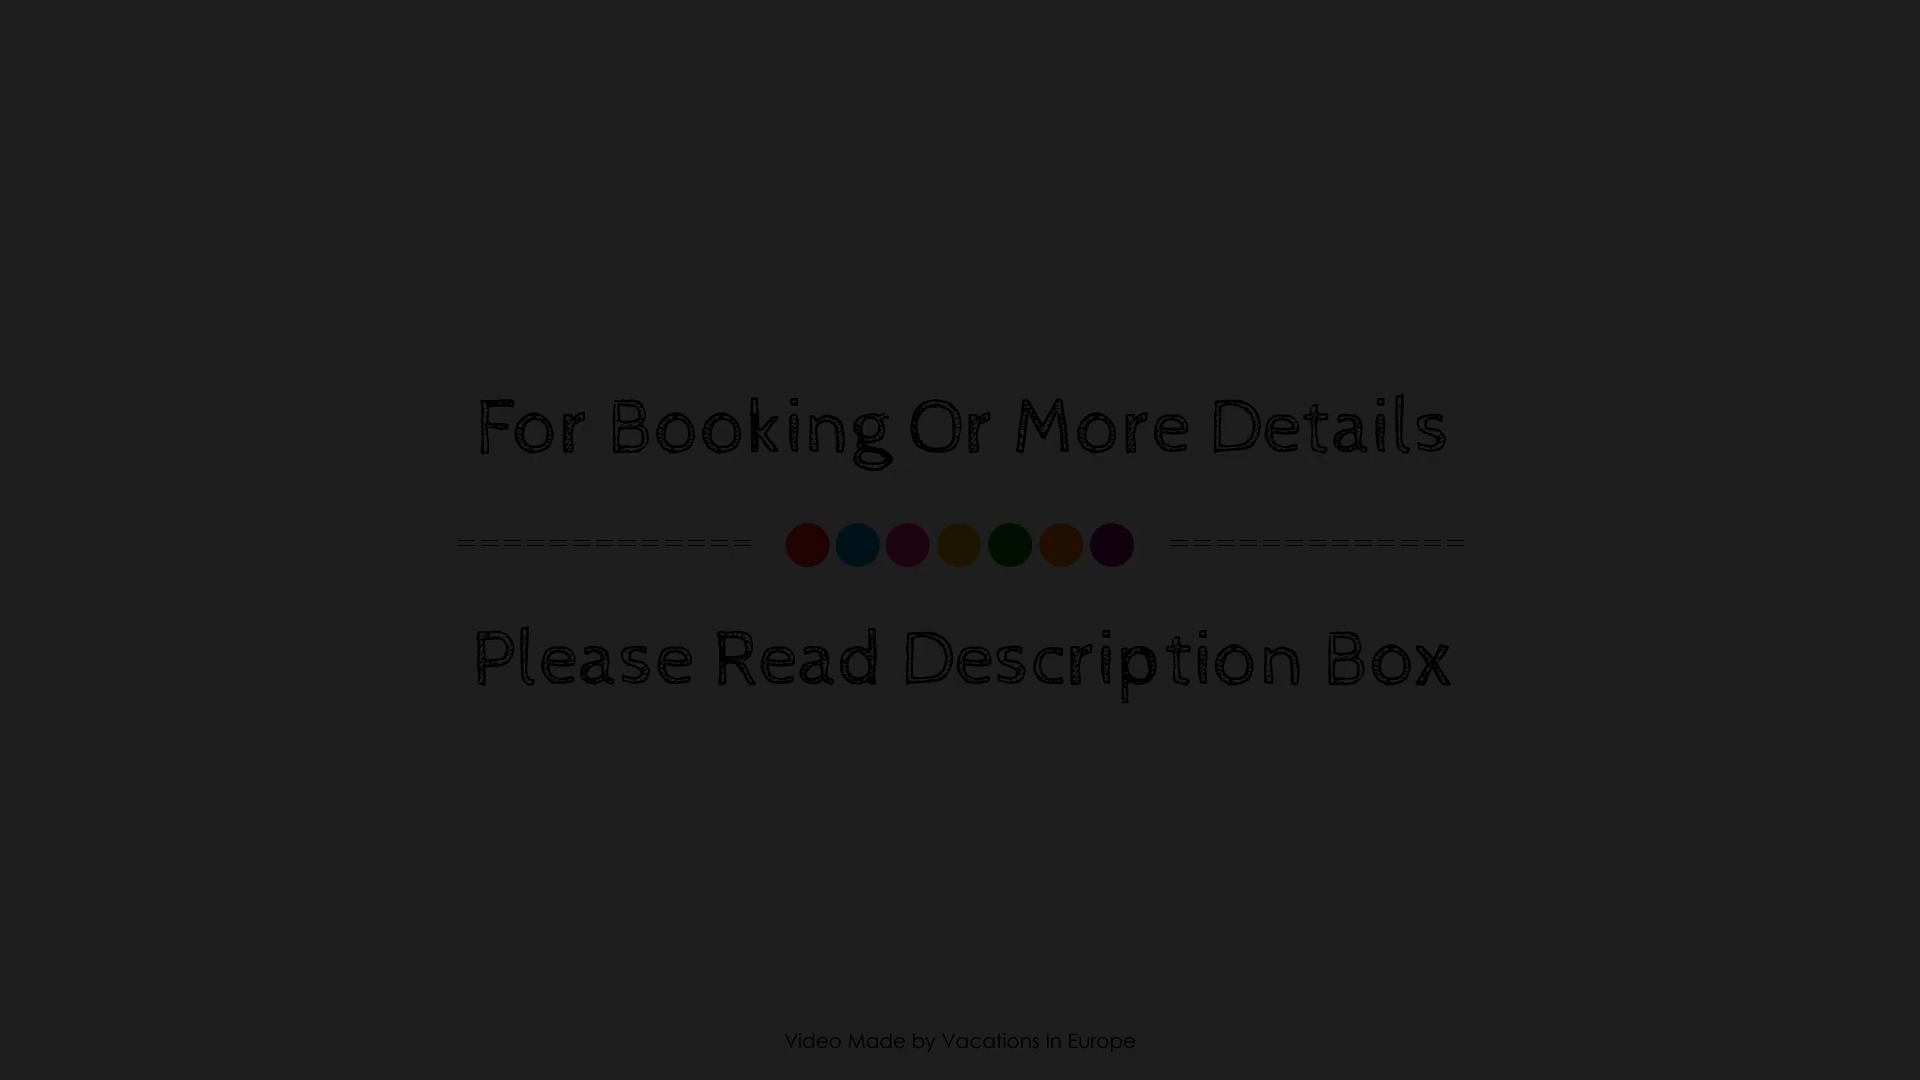 For Booking Or More Details
============= =============
Please Read Description Box
Video Made by Vacations In Europe